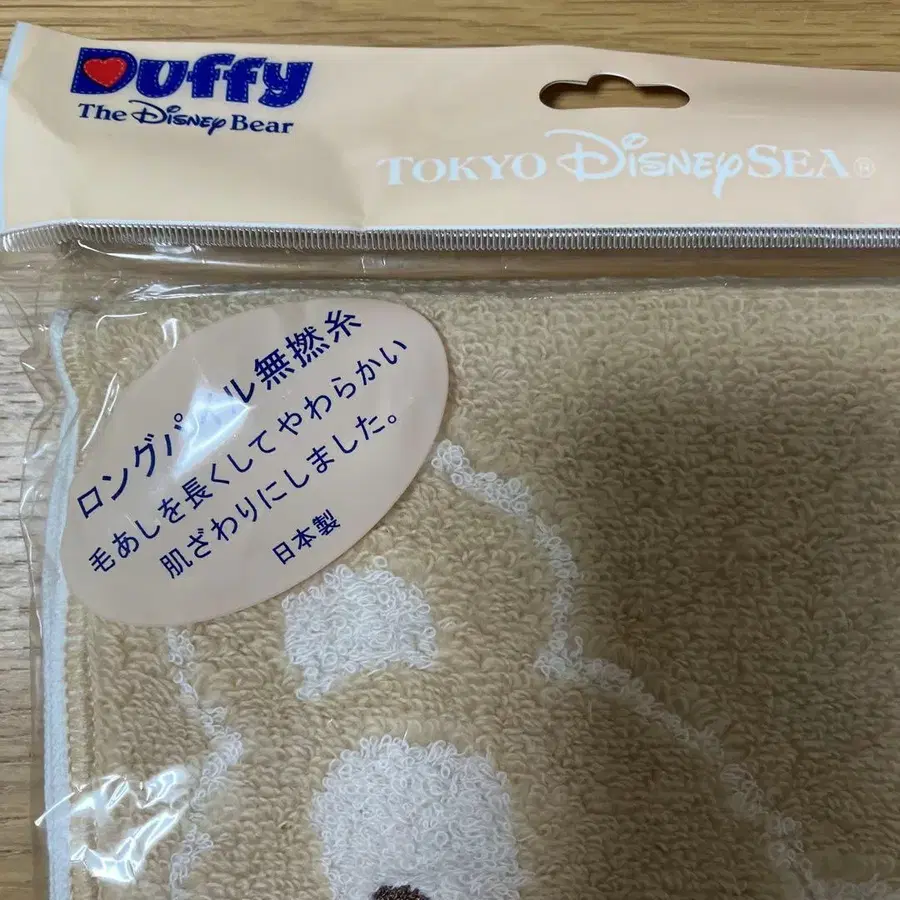 Duffy
The Disney Bear
TOKYO DISNEY SEA®
ロングパイル無撚糸
毛あしを長くしてやわらかい
肌ざわりにしました。
日本製